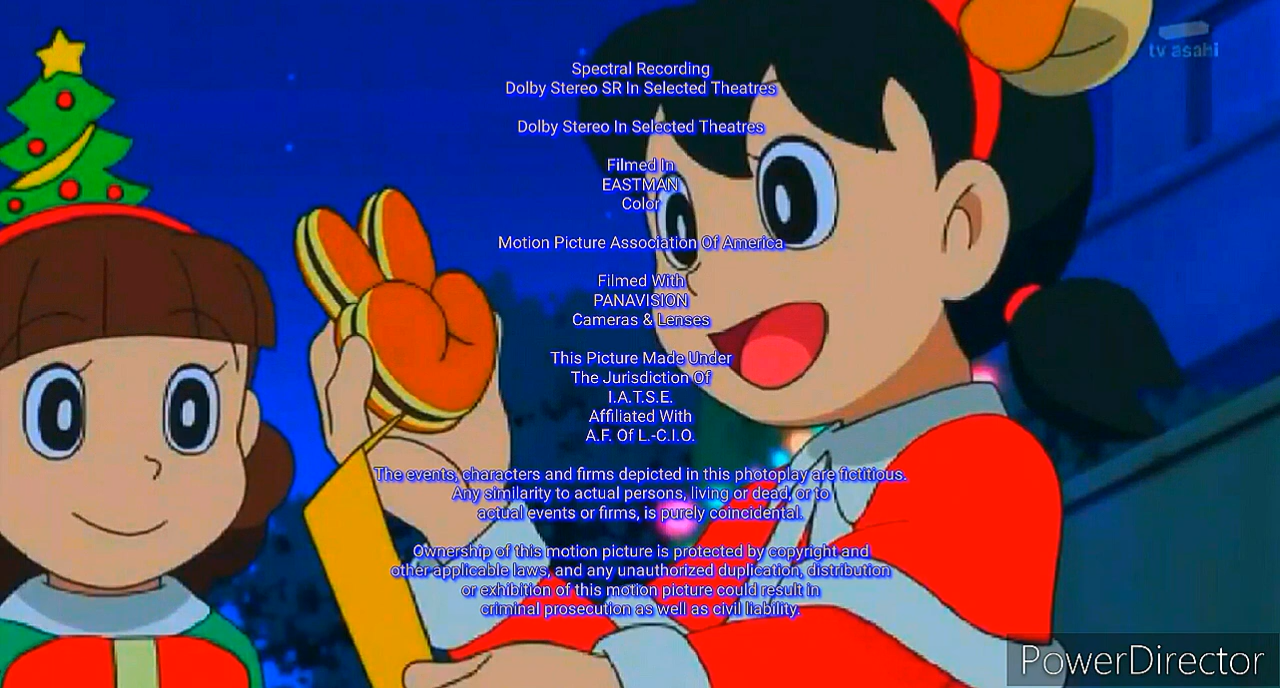 tv asahi
Spectral Recording
Dolby Stereo SR In Selected Theatres
Dolby Stereo In Selected Theatres
Filmed In
EASTMAN
Color
Motion Picture Association Of America
Filmed With
PANAVISION
Cameras & Lenses
This Picture Made Under
The Jurisdiction Of
I.A.T.S.E.
Affiliated With
A.F. Of L.-C.I.O.
The events, characters and firms depicted in this photoplay are fictitious.
Any similarity to actual persons, living or dead, or to
actual events or firms, is purely coincidental.
Ownership of this motion picture is protected by copyright and
other applicable laws, and any unauthorized duplication, distribution
or exhibition of this motion picture could result in
criminal prosecution as well as civil liability.
PowerDirector